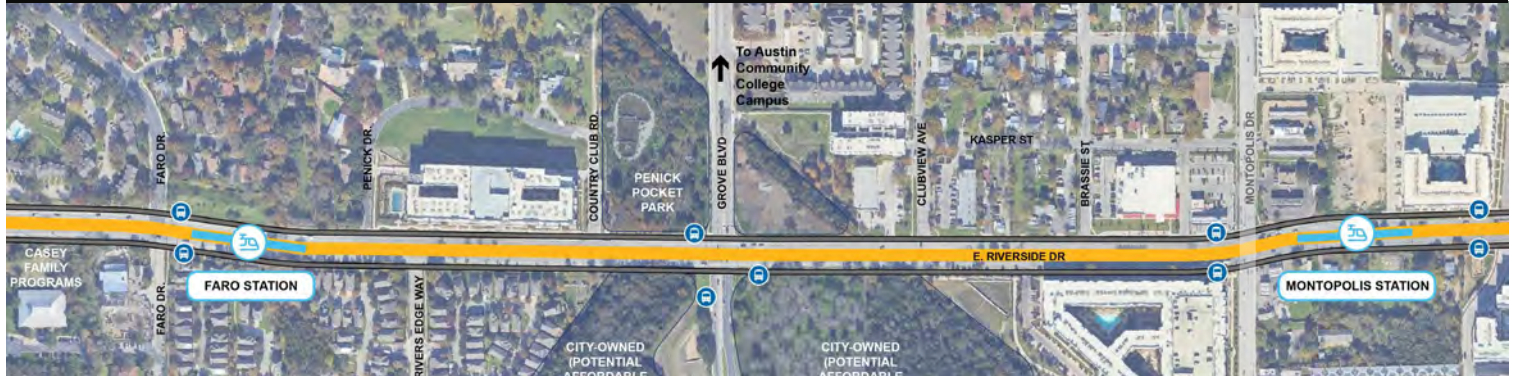 To Austin
Community
College
Campus
FARO DR.
PENICK DR.
COUNTRY CLUB RD.
GROVE BLVD
CLUBVIEW AVE
KASPER ST
BRASSIE ST
MONTOPOLIS DR
PENICK
POCKET
PARK
CASEY
FAMILY
PROGRAMS
E. RIVERSIDE DR
FARO STATION
MONTOPOLIS STATION
FARO DR.
RIVERS EDGE WAY
CITY-OWNED
(POTENTIAL
AFFORDABLE
CITY-OWNED
(POTENTIAL
AFFORDABLE